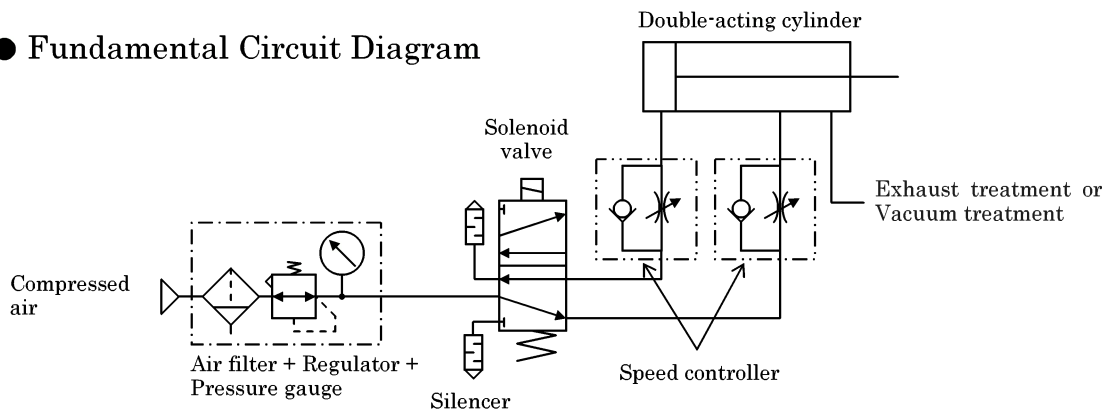 ● Fundamental Circuit Diagram
Double-acting cylinder
Solenoid
valve
Exhaust treatment or
Vacuum treatment
Compressed
air
Air filter + Regulator +
Pressure gauge
Speed controller
Silencer